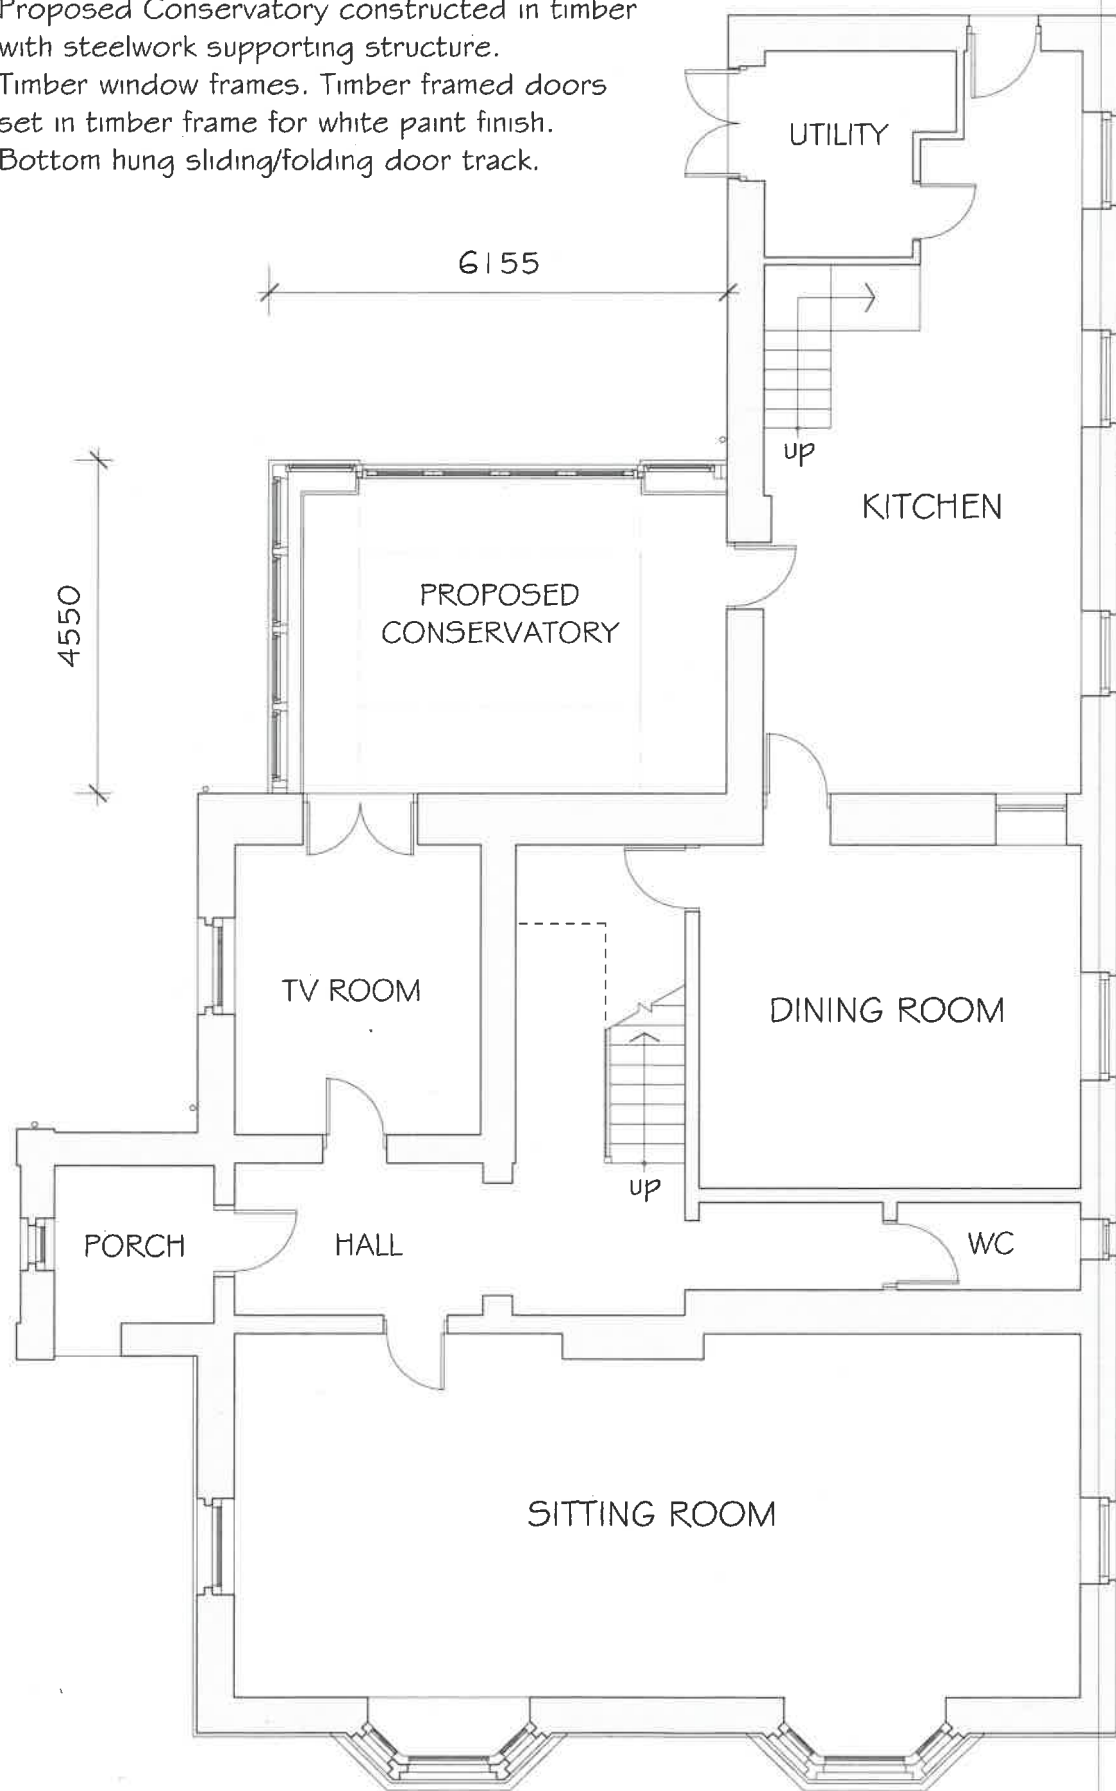 Proposed Conservatory constructed in timber
with steelwork supporting structure.
Timber window frames. Timber framed doors
set in timber frame for white paint finish.
Bottom hung sliding/folding door track.
UTILITY
6155
up
KITCHEN
4550
PROPOSED
CONSERVATORY
TV ROOM
DINING ROOM
up
PORCH
HALL
WC
SITTING ROOM